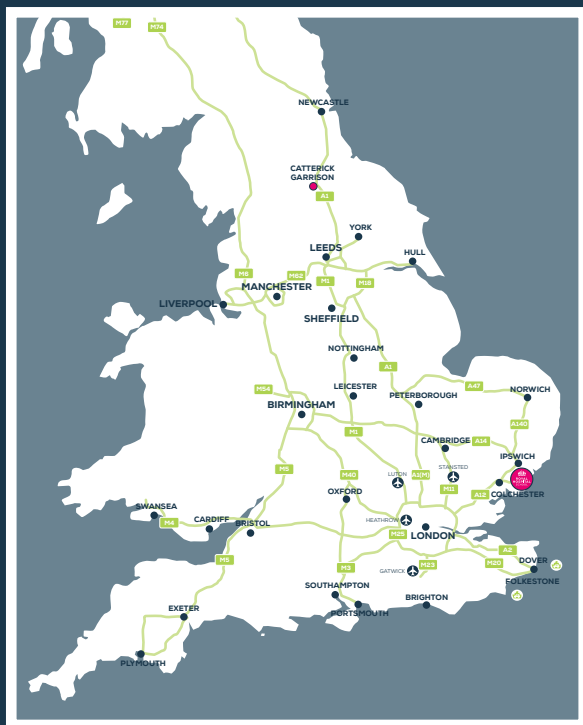 M77
M74
NEWCASTLE
CATTERICK
GARRISON
A1
YORK
LEEDS
HULL
M6
M62
M1
M18
MANCHESTER
LIVERPOOL
SHEFFIELD
NOTTINGHAM
A1
LEICESTER
PETERBOROUGH
A47
NORWICH
M54
BIRMINGHAM
M1
A140
CAMBRIDGE
A14
IPSWICH
M5
M40
LUTON
A1(M)
STANSTED
M11
OXFORD
A12
COLCHESTER
SWANSEA
M4
CARDIFF
BRISTOL
HEATHROW
M25
LONDON
M5
M3
GATWICK
M23
A2
M20
DOVER
FOLKESTONE
SOUTHAMPTON
PORTSMOUTH
BRIGHTON
EXETER
PLYMOUTH